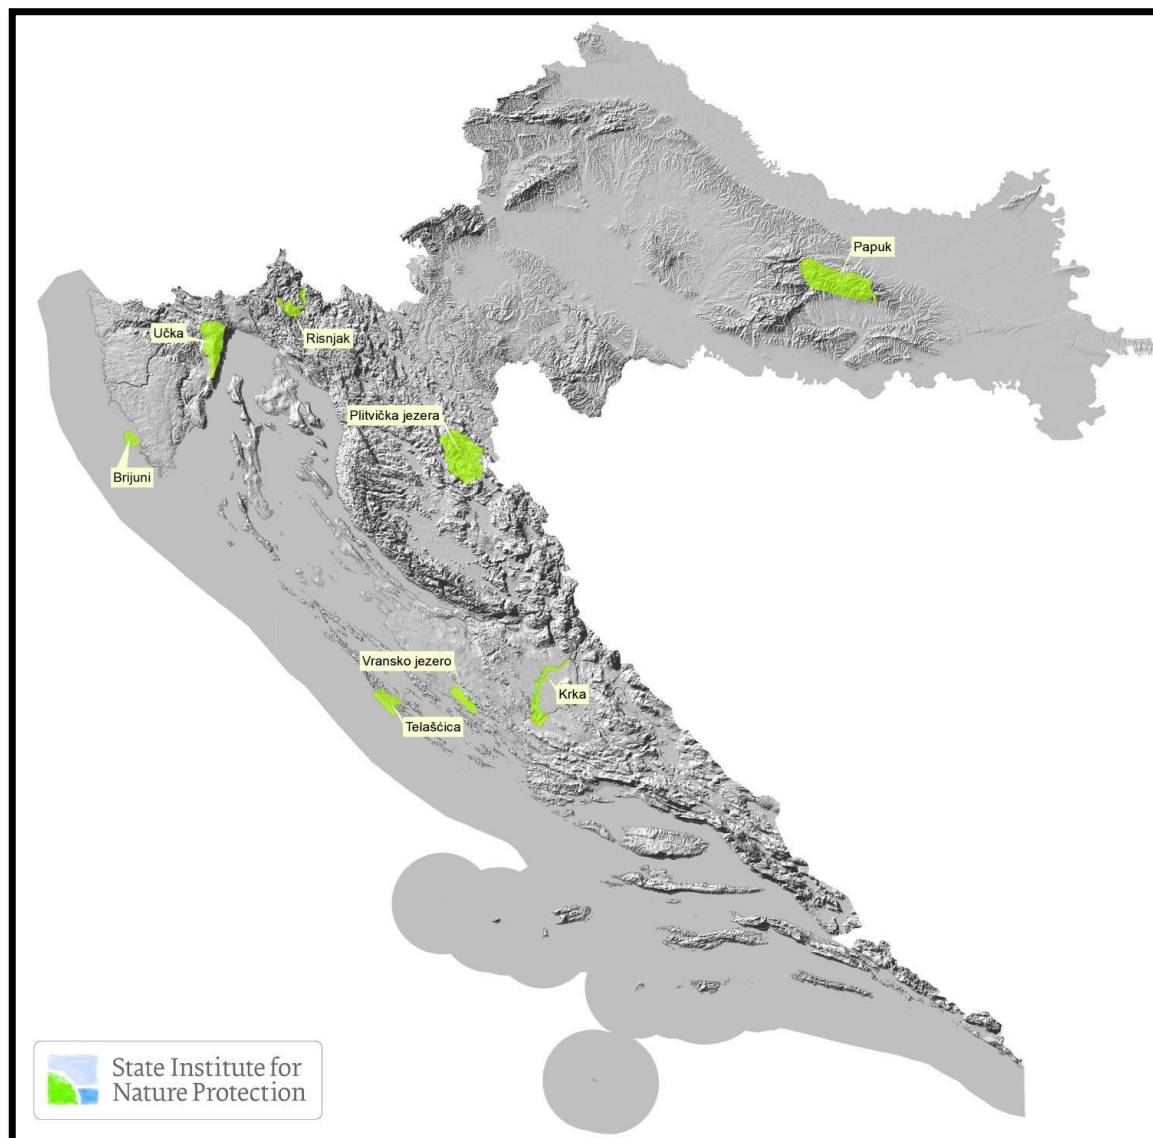 Papuk
Učka
Risnjak
Plitvička jezera
Brijuni
Vransko jezero
Krka
Telašćica
State Institute for
Nature Protection